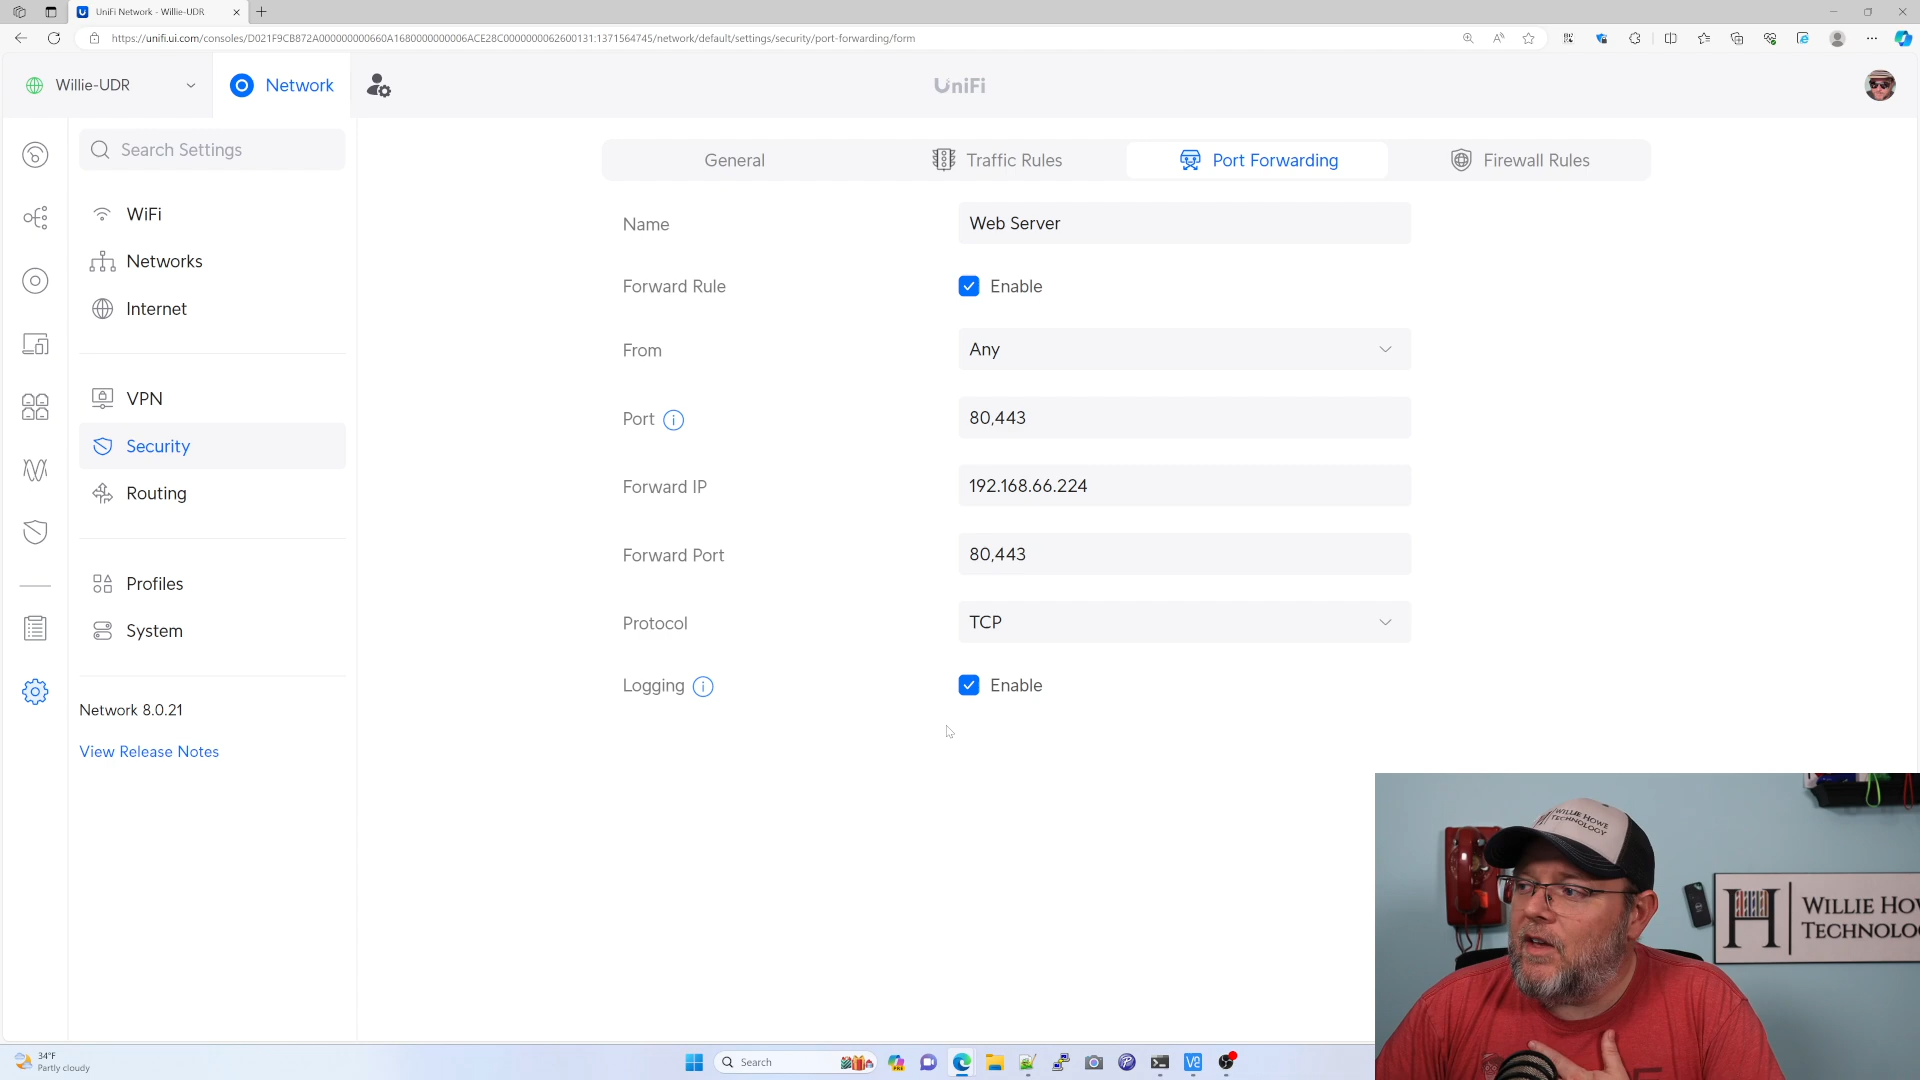 UniFi Network - Willie-UDR
https://unifi.ui.com/consoles/D021F9CB872A000000000660A1680000000006ACE28C0000000062600131:1371564745/network/default/settings/security/port-forwarding/form
Willie-UDR
Network
UniFi
Search Settings
General
Traffic Rules
Port Forwarding
Firewall Rules
WiFi
Networks
Internet
VPN
Security
Routing
Profiles
System
Network 8.0.21
View Release Notes
Name
Web Server
Forward Rule
Enable
From
Any
Port
80,443
Forward IP
192.168.66.224
Forward Port
80,443
Protocol
TCP
Logging
Enable
WILLIE HOWE
TECHNOLOGY
H
WILLIE HOW
TECHNOLO
34°F
Partly cloudy
Search